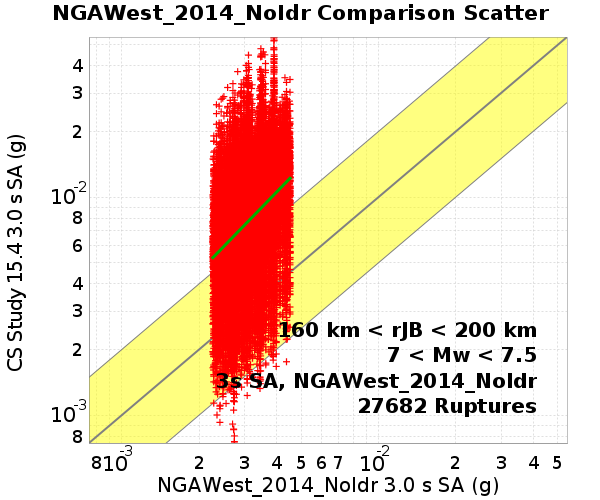 NGAWest_2014_NoIdr Comparison Scatter
CS Study 15.4 3.0 s SA (g)
4
3
2
10-2
8
6
4
3
2
10-3
8
160 km < rJB < 200 km
7 < Mw < 7.5
3s SA, NGAWest_2014_NoIdr
27682 Ruptures
8 10-3 2 3 4 5 6 7 10-2 2 3 4 5
NGAWest_2014_NoIdr 3.0 s SA (g)